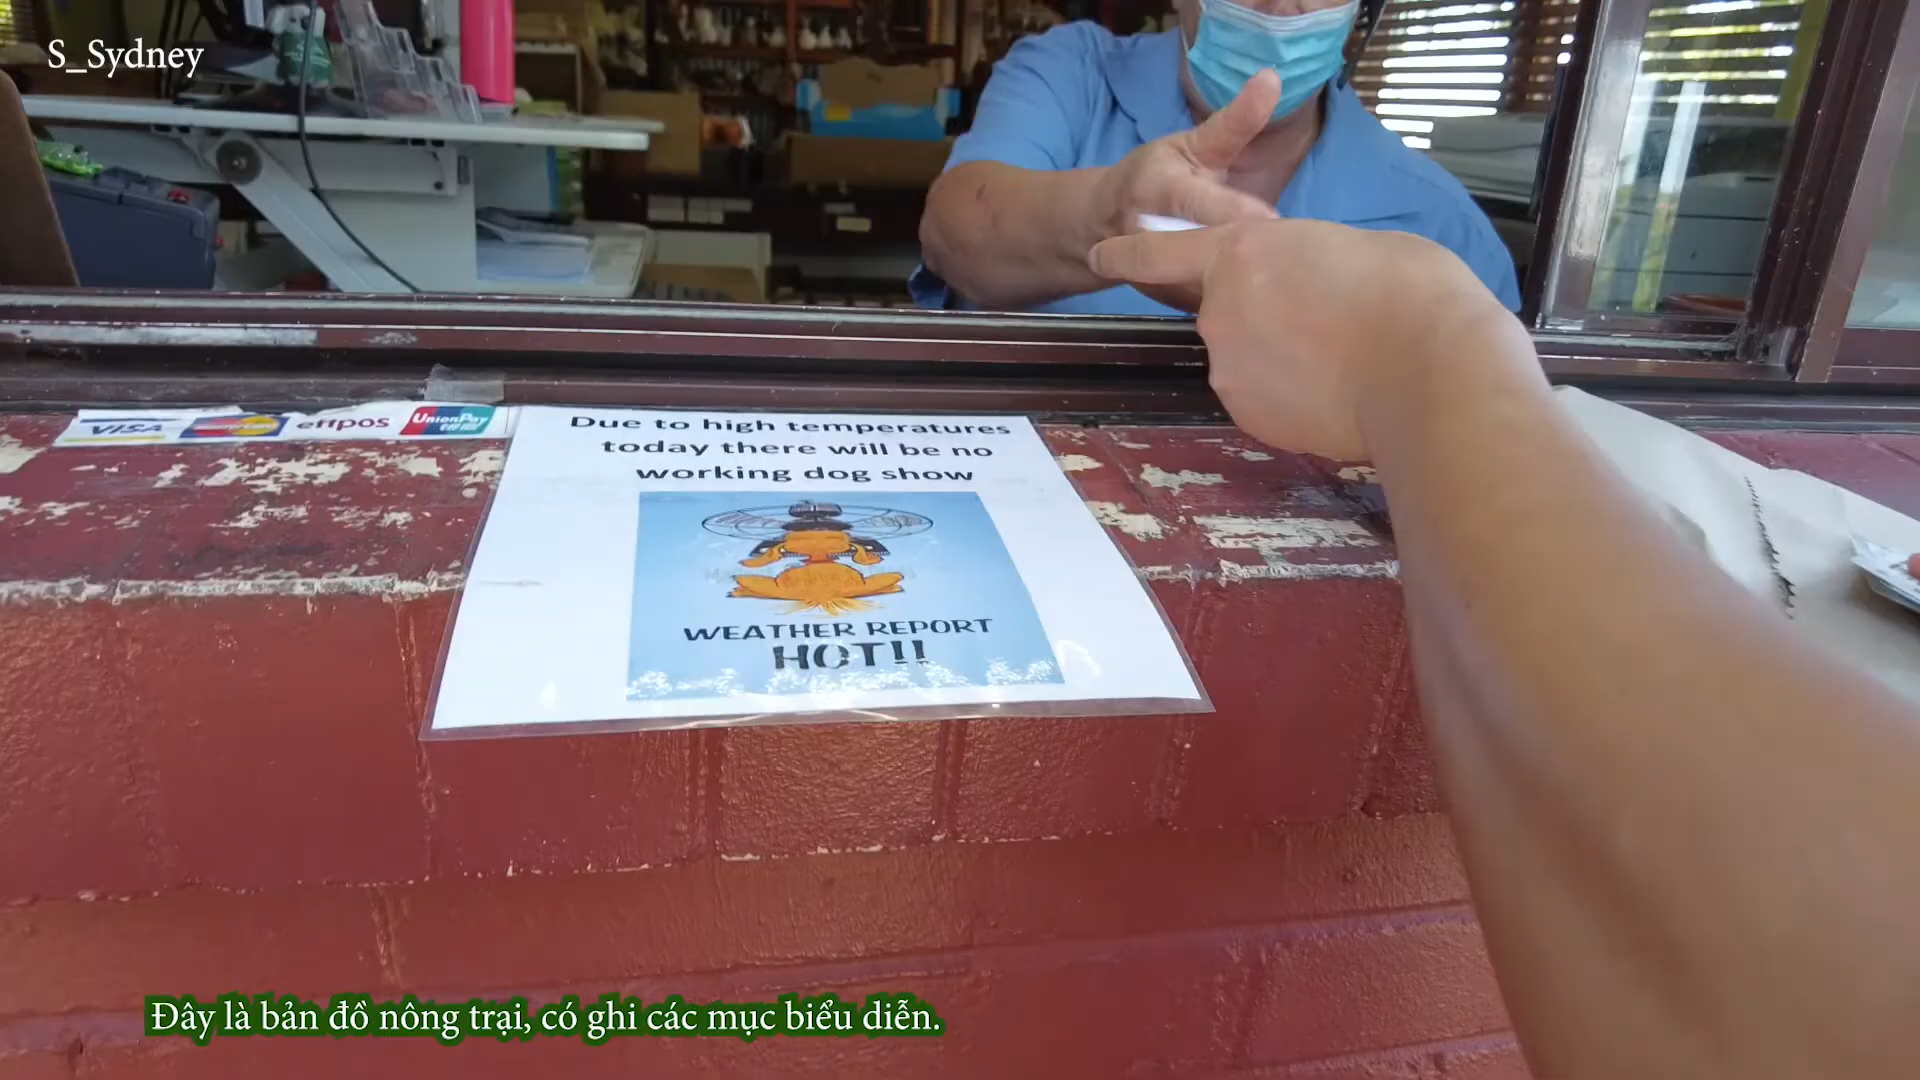 S_Sydney
VISA
eftpos
UnionPay
Due to high temperatures
today there will be no
working dog show
WEATHER REPORT
HOT!!
Đây là bản đồ nông trại, có ghi các mục biểu diễn.